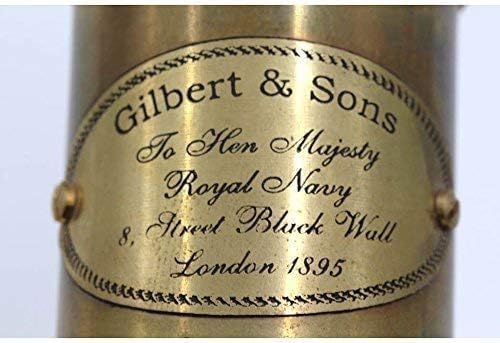 Gilbert & Sons
To Hen Majesty
Royal Navy
8, Street Black Wall
London 1895